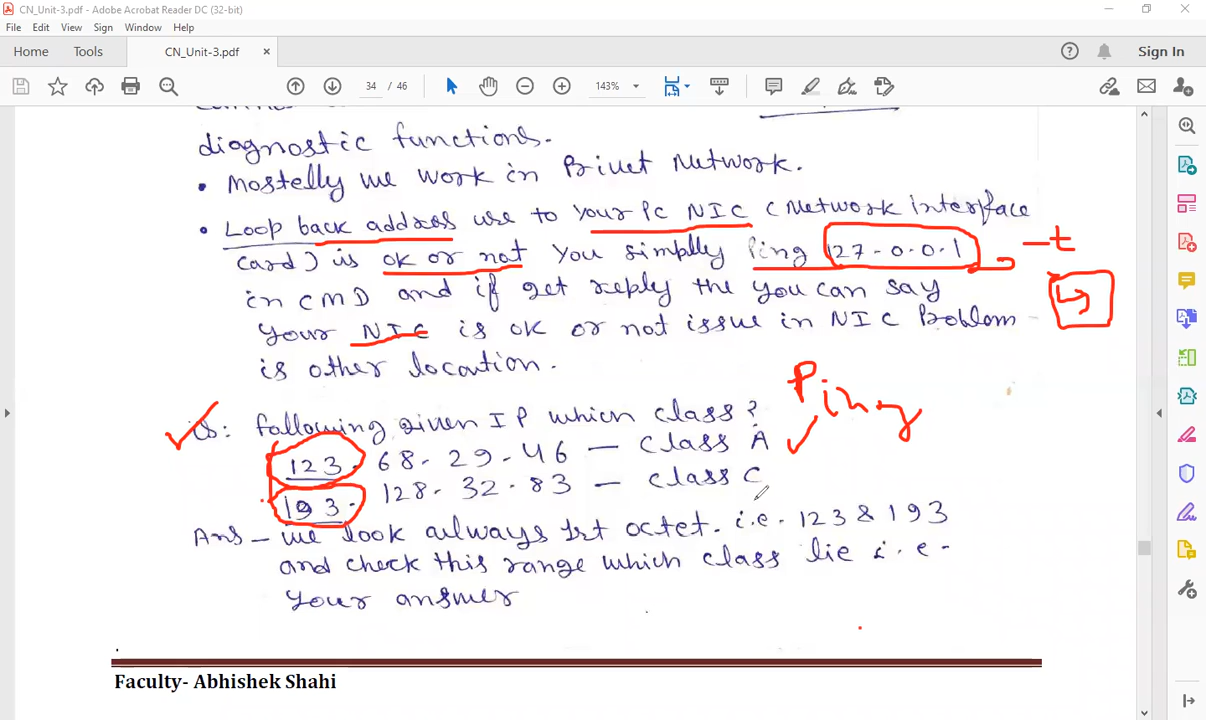 CN_Unit-3.pdf - Adobe Acrobat Reader DC (32-bit)
File Edit View Sign Window Help
Home Tools CN_Unit-3.pdf × Sign In
34 / 46 143%
diagnostic functions.
• Mostelly we work in Privet Network.
• Loop back address use to your PC NIC (Network interface
card) is ok or not You simplly Ping 127.0.0.1 -t
in CMD and if get reply the you can say
your NIC is ok or not issue in NIC Problom
is other locartion.
Ping
Q: following given IP which class?
123. 68. 29. 46 — class A
193. 128. 32. 83 — class C
Ans - we look always 1st octet. i.e. 123 & 193
and check this range which class lie i.e.
your answer
Faculty- Abhishek Shahi